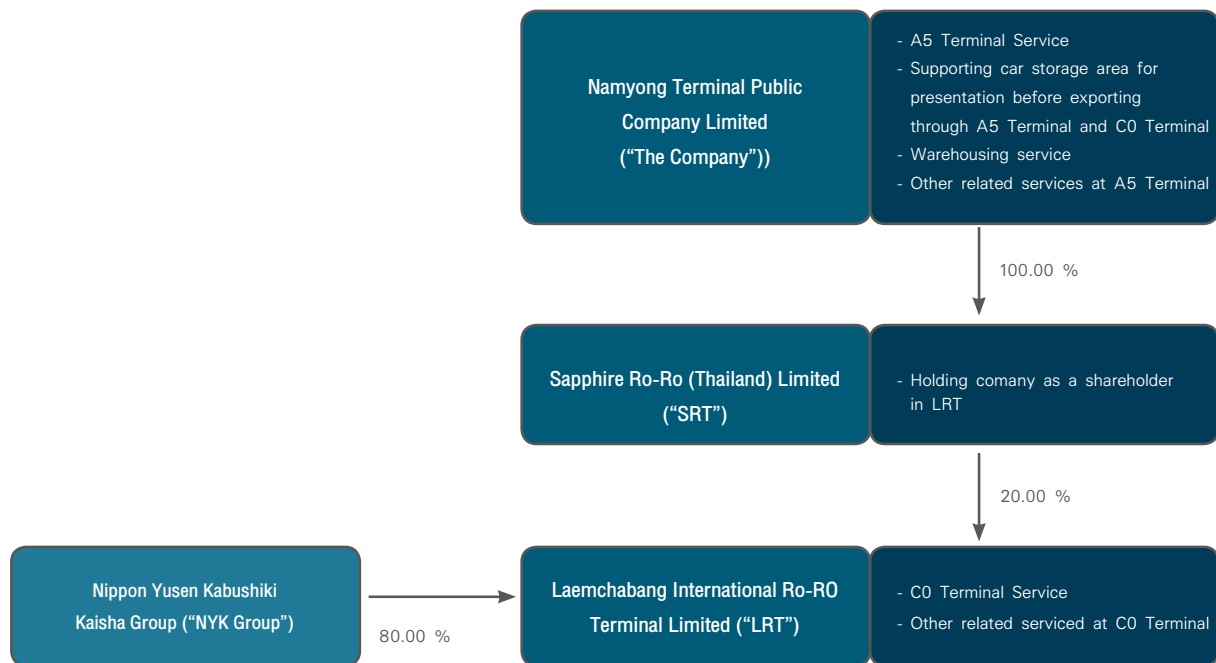 Namyong Terminal Public
Company Limited
(“The Company”))
- A5 Terminal Service
- Supporting car storage area for
presentation before exporting
through A5 Terminal and C0 Terminal
- Warehousing service
- Other related services at A5 Terminal
100.00 %
Sapphire Ro-Ro (Thailand) Limited
(“SRT”)
- Holding comany as a shareholder
in LRT
20.00 %
Nippon Yusen Kabushiki
Kaisha Group (“NYK Group”)
80.00 %
Laemchabang International Ro-RO
Terminal Limited (“LRT”)
- C0 Terminal Service
- Other related serviced at C0 Terminal